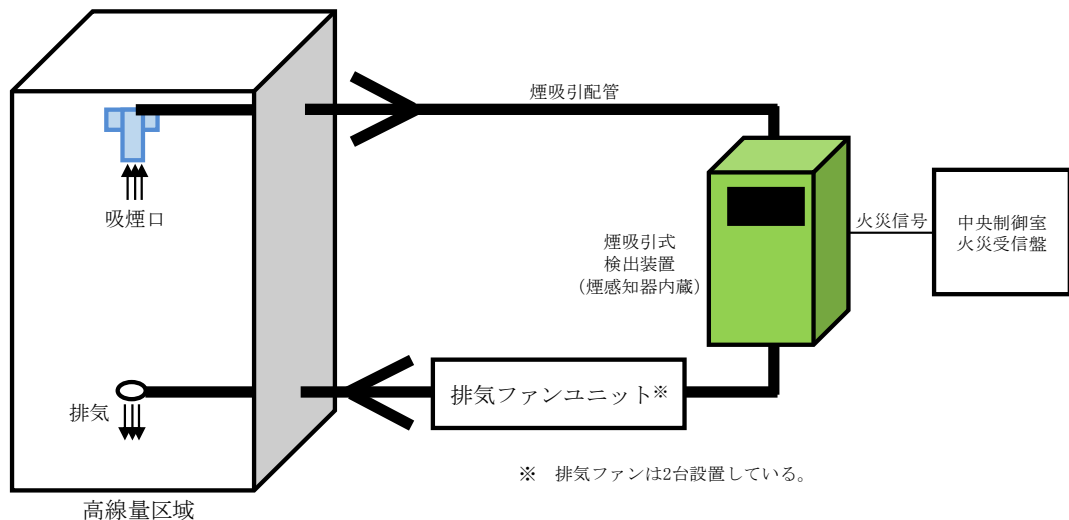 煙吸引配管
吸煙口
火災信号
中央制御室
火災受信盤
煙吸引式
検出装置
（煙感知器内蔵）
排気ファンユニット※
排気
※　排気ファンは2台設置している。
高線量区域